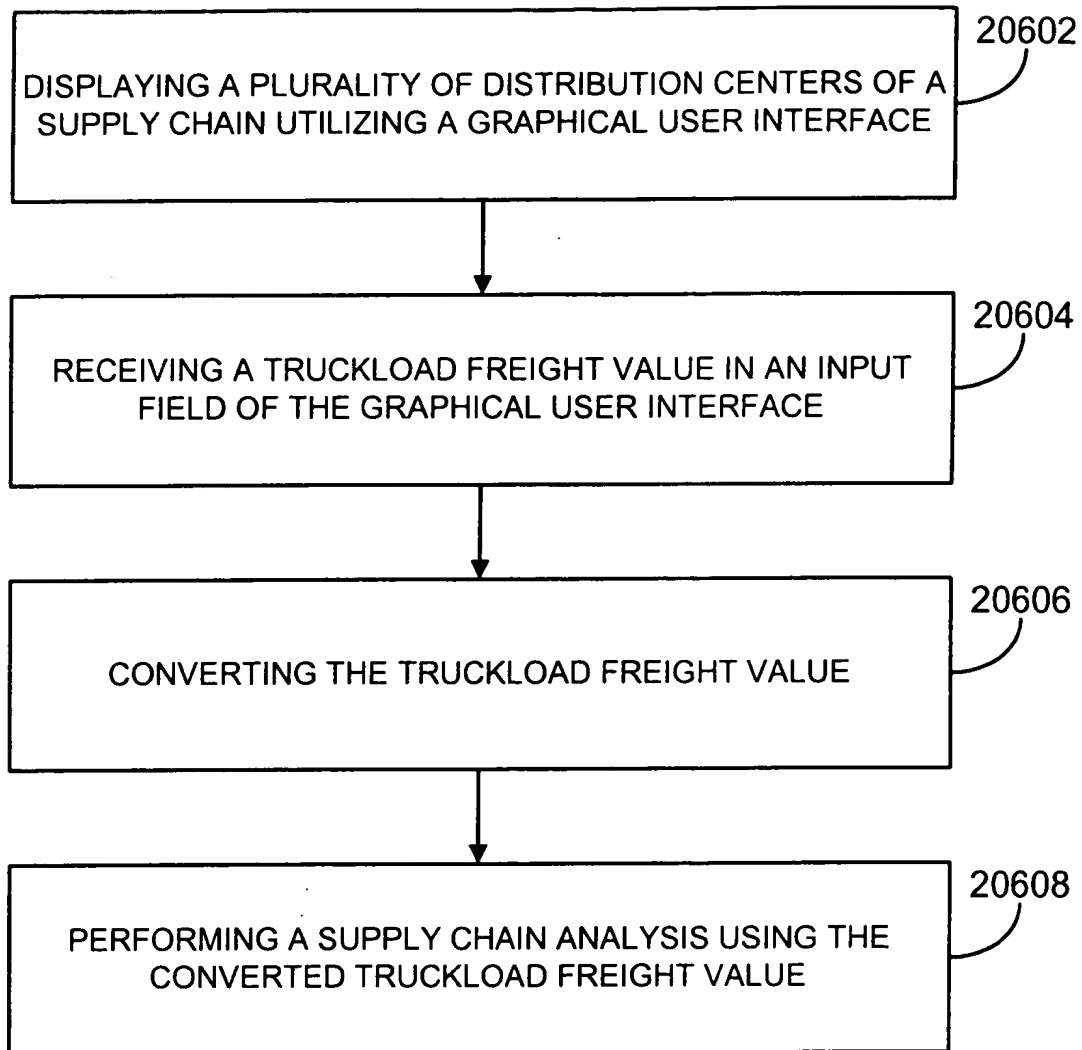 20602
DISPLAYING A PLURALITY OF DISTRIBUTION CENTERS OF A
SUPPLY CHAIN UTILIZING A GRAPHICAL USER INTERFACE
20604
RECEIVING A TRUCKLOAD FREIGHT VALUE IN AN INPUT
FIELD OF THE GRAPHICAL USER INTERFACE
20606
CONVERTING THE TRUCKLOAD FREIGHT VALUE
20608
PERFORMING A SUPPLY CHAIN ANALYSIS USING THE
CONVERTED TRUCKLOAD FREIGHT VALUE